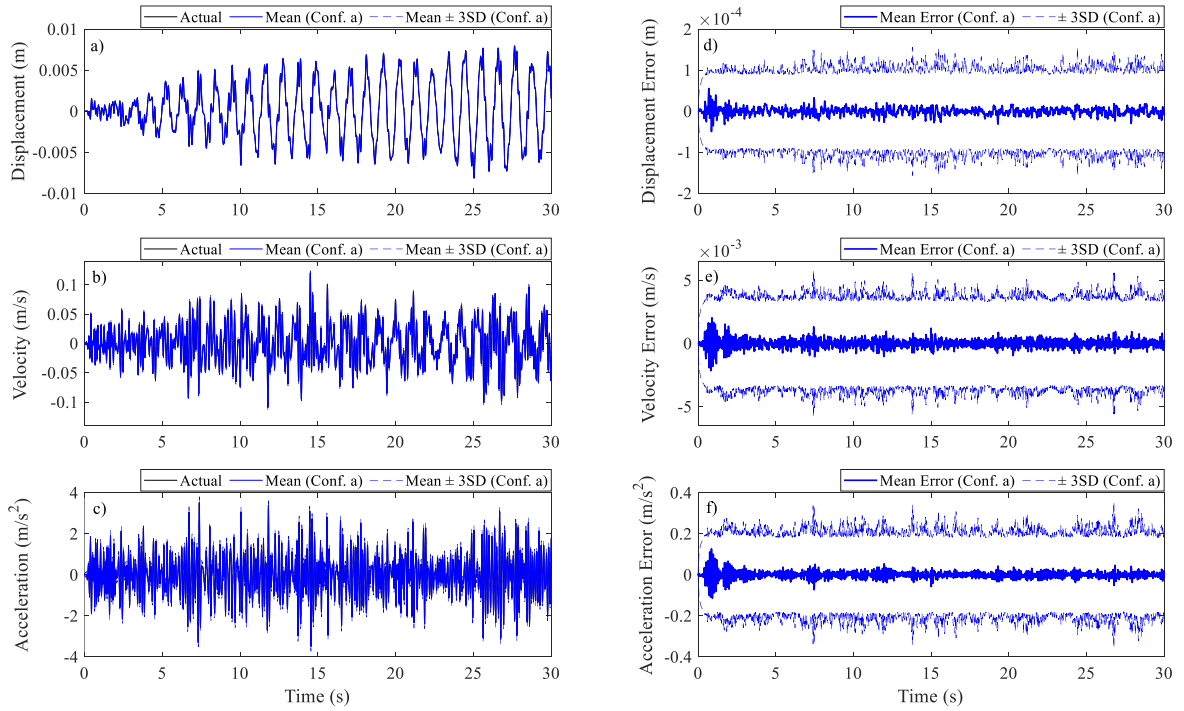 Actual Mean (Conf. a) Mean ± 3SD (Conf. a)
a)
Displacement (m)
0.01
0.005
0
-0.005
-0.01
0 5 10 15 20 25 30
Mean Error (Conf. a) ± 3SD (Conf. a)
×10⁻⁴
d)
Displacement Error (m)
2
1
0
-1
-2
0 5 10 15 20 25 30
Actual Mean (Conf. a) Mean ± 3SD (Conf. a)
b)
Velocity (m/s)
0.1
0.05
0
-0.05
-0.1
0 5 10 15 20 25 30
Mean Error (Conf. a) ± 3SD (Conf. a)
×10⁻³
e)
Velocity Error (m/s)
5
0
-5
0 5 10 15 20 25 30
Actual Mean (Conf. a) Mean ± 3SD (Conf. a)
c)
Acceleration (m/s²)
4
2
0
-2
-4
0 5 10 15 20 25 30
Time (s)
Mean Error (Conf. a) ± 3SD (Conf. a)
f)
Acceleration Error (m/s²)
0.4
0.2
0
-0.2
-0.4
0 5 10 15 20 25 30
Time (s)